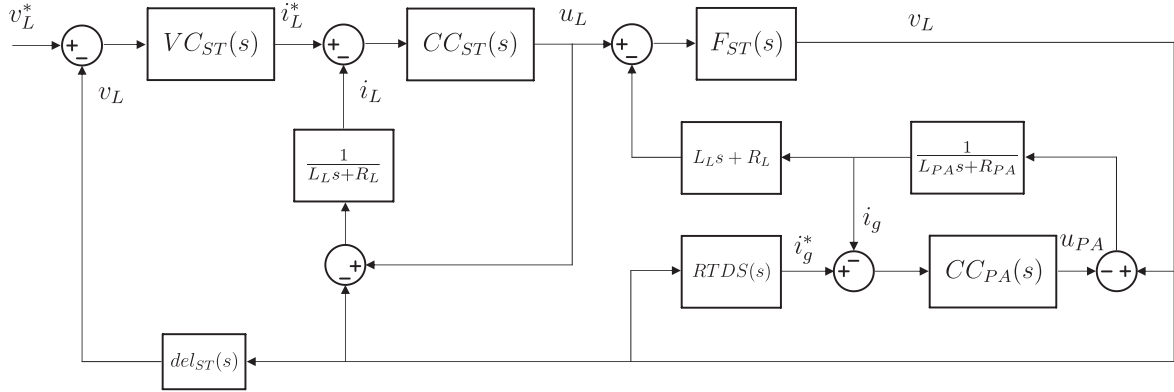 v_L^* i_L^* u_L v_L
+ − VC_{ST}(s) + − CC_{ST}(s) + − F_{ST}(s)
v_L i_L
\frac{1}{L_L s+R_L} L_L s + R_L \frac{1}{L_{PA}s+R_{PA}}
i_g
− + RTDS(s) i_g^* + − CC_{PA}(s) u_{PA} − +
del_{ST}(s)